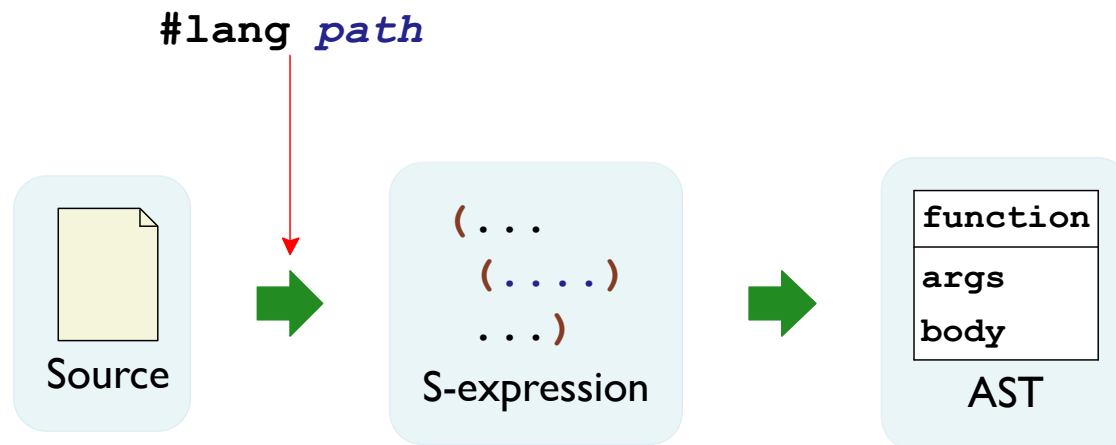 #lang path
(...
(....)
...)
function
args
body
Source
S-expression
AST